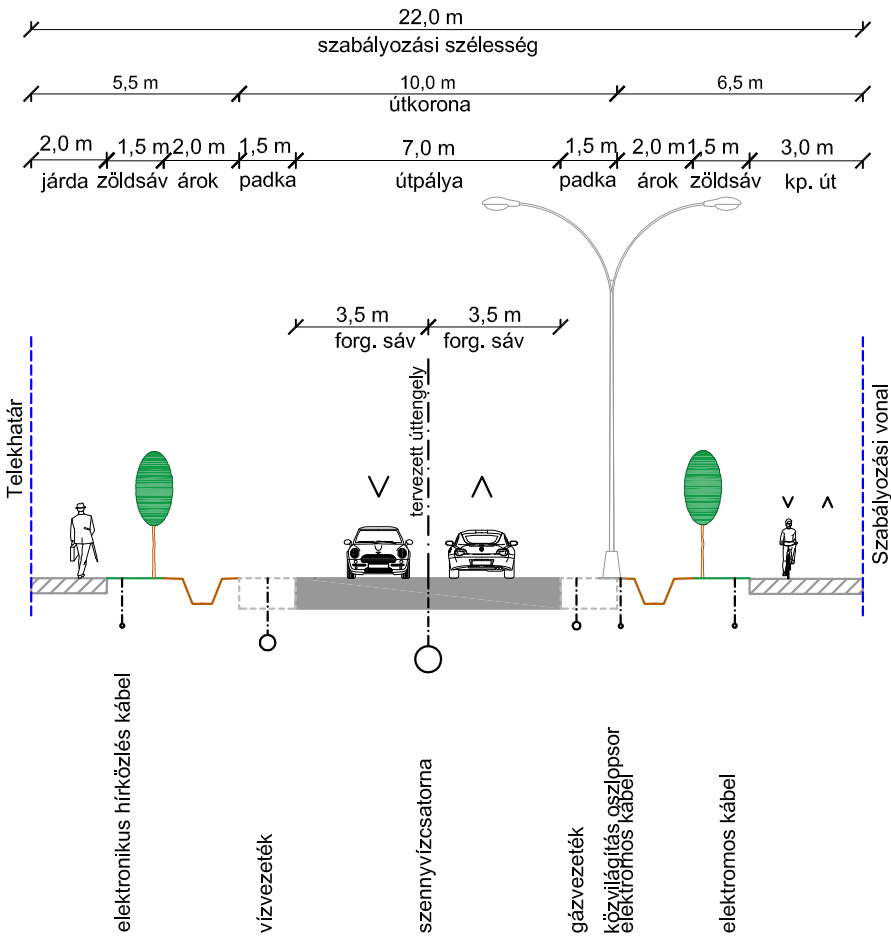 22,0 m
szabályozási szélesség
5,5 m
10,0 m
6,5 m
útkorona
2,0 m
1,5 m
2,0 m
1,5 m
7,0 m
1,5 m
2,0 m
1,5 m
3,0 m
járda
zöldsáv
árok
padka
útpálya
padka
árok
zöldsáv
kp. út
3,5 m
3,5 m
forg. sáv
forg. sáv
Telekhatár
tervezett úttengely
Szabályozási vonal
elektronikus hírközlés kábel
vízvezeték
szennyvízcsatorna
gázvezeték
közvilágítás oszlopsor
elektromos kábel
elektromos kábel